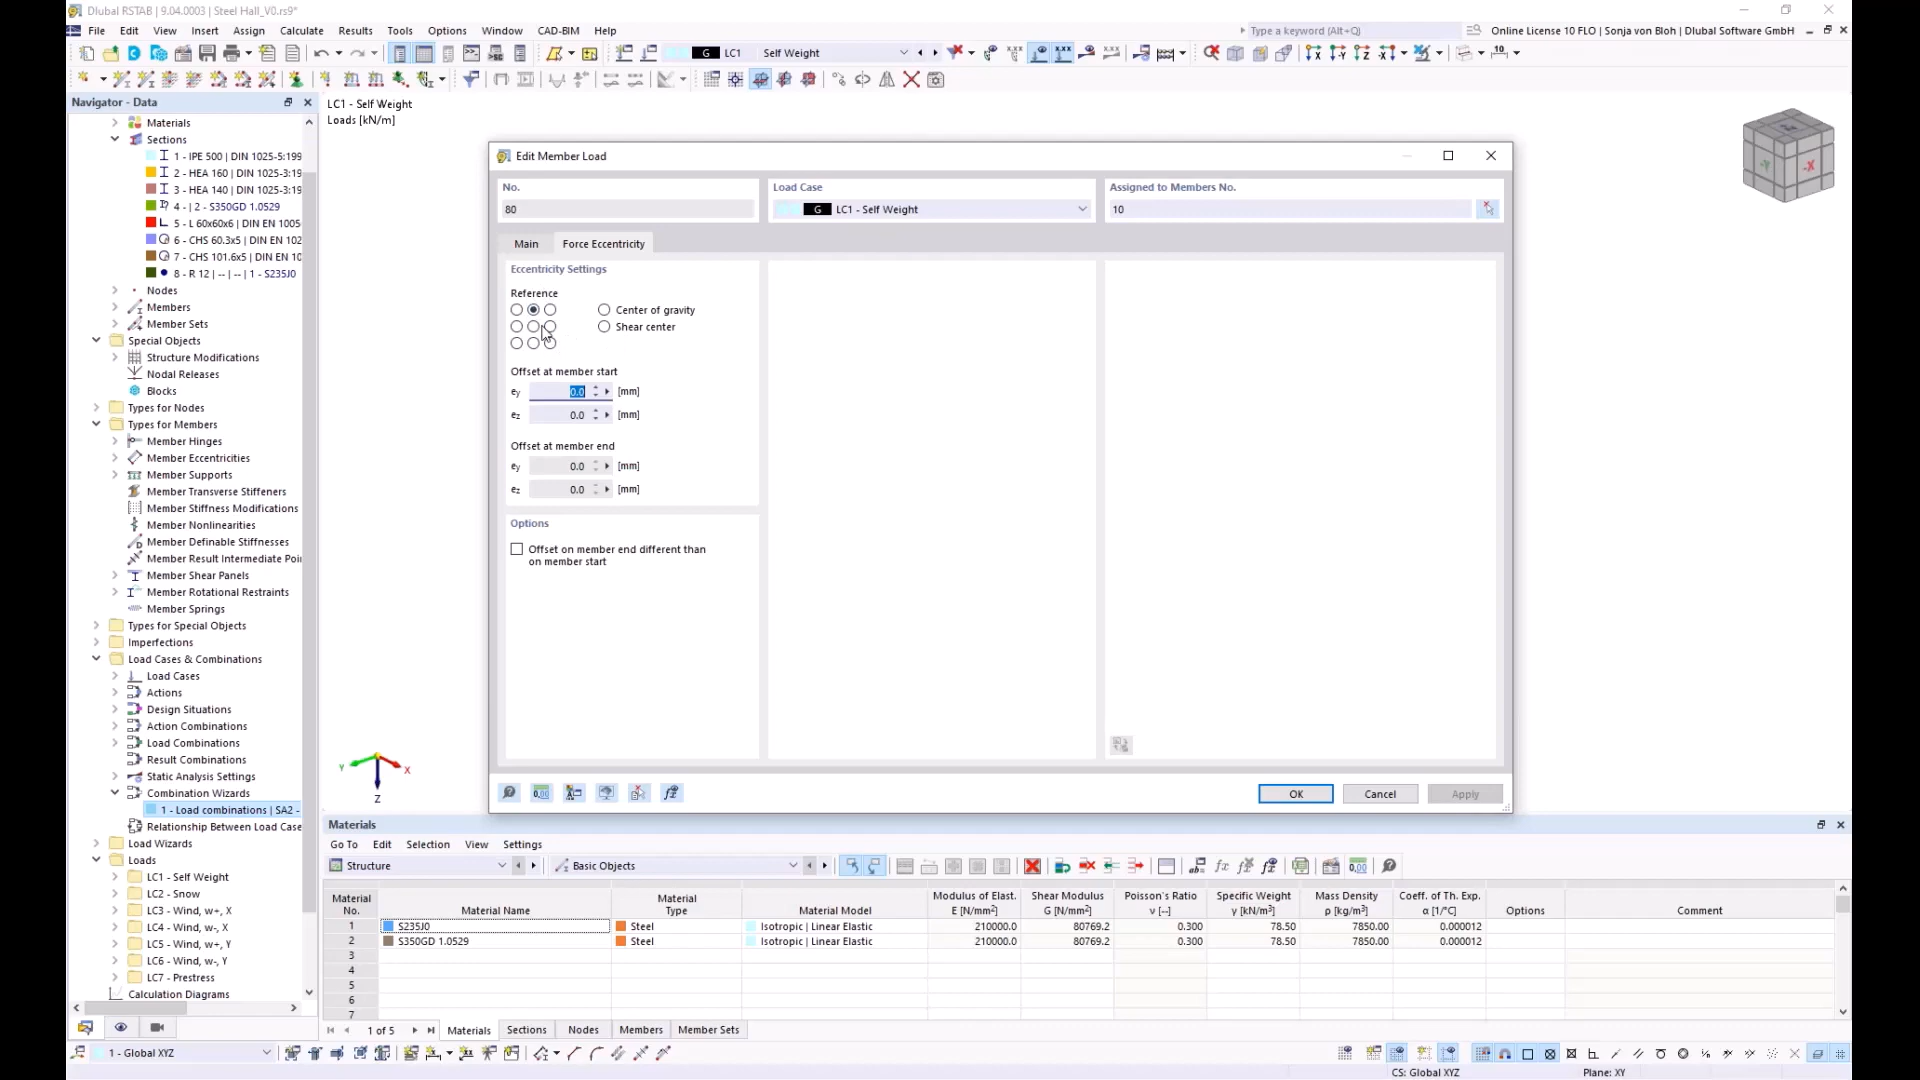 Dlubal RSTAB | 9.04.0003 | Steel Hall_V0.rs9*
File Edit View Insert Assign Calculate Results Tools Options Window CAD-BIM Help
Type a keyword (Alt+Q)
Online License 10 FLO | Sonja von Bloh | Dlubal Software GmbH
G LC1 Self Weight
Navigator - Data
Materials
Sections
1 - IPE 500 | DIN 1025-5:199
2 - HEA 160 | DIN 1025-3:19
3 - HEA 140 | DIN 1025-3:19
4 - | 2 - S350GD 1.0529
5 - L 60x60x6 | DIN EN 1005
6 - CHS 60.3x5 | DIN EN 102
7 - CHS 101.6x5 | DIN EN 10
8 - R 12 | -- | -- | 1 - S235J0
Nodes
Members
Member Sets
Special Objects
Structure Modifications
Nodal Releases
Blocks
Types for Nodes
Types for Members
Member Hinges
Member Eccentricities
Member Supports
Member Transverse Stiffeners
Member Stiffness Modifications
Member Nonlinearities
Member Definable Stiffnesses
Member Result Intermediate Poi
Member Shear Panels
Member Rotational Restraints
Member Springs
Types for Special Objects
Imperfections
Load Cases & Combinations
Load Cases
Actions
Design Situations
Action Combinations
Load Combinations
Result Combinations
Static Analysis Settings
Combination Wizards
1 - Load combinations | SA2 -
Relationship Between Load Case
Load Wizards
Loads
LC1 - Self Weight
LC2 - Snow
LC3 - Wind, w+, X
LC4 - Wind, w-, X
LC5 - Wind, w+, Y
LC6 - Wind, w-, Y
LC7 - Prestress
Calculation Diagrams
LC1 - Self Weight
Loads [kN/m]
-Z
-Y
-X
Y
X
Z
Edit Member Load
No.
80
Load Case
G LC1 - Self Weight
Assigned to Members No.
10
Main
Force Eccentricity
Eccentricity Settings
Reference
Center of gravity
Shear center
Offset at member start
ey 0.0 [mm]
ez 0.0 [mm]
Offset at member end
ey 0.0 [mm]
ez 0.0 [mm]
Options
Offset on member end different than
on member start
OK
Cancel
Apply
Materials
Go To Edit Selection View Settings
Structure
Basic Objects
Material No. Material Name Material Type Material Model Modulus of Elast. E [N/mm²] Shear Modulus G [N/mm²] Poisson's Ratio ν [--] Specific Weight γ [kN/m³] Mass Density ρ [kg/m³] Coeff. of Th. Exp. α [1/°C] Options Comment
1 S235J0 Steel Isotropic | Linear Elastic 210000.0 80769.2 0.300 78.50 7850.00 0.000012
2 S350GD 1.0529 Steel Isotropic | Linear Elastic 210000.0 80769.2 0.300 78.50 7850.00 0.000012
3
4
5
6
7
1 of 5
Materials Sections Nodes Members Member Sets
1 - Global XYZ
CS: Global XYZ
Plane: XY